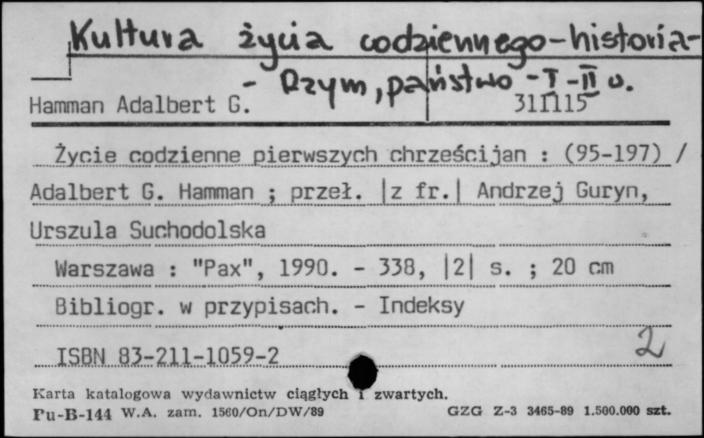 Kultura życia codziennego-historia-
- Rzym, państwo - I-II w.
Hamman Adalbert G. 311115
Życie codzienne pierwszych chrześcijan : (95-197) /
Adalbert G. Hamman ; przeł. |z fr.| Andrzej Guryn,
Urszula Suchodolska
Warszawa : "Pax", 1990. - 338, |2| s. ; 20 cm
Bibliogr. w przypisach. - Indeksy
ISBN 83-211-1059-2 2
Karta katalogowa wydawnictw ciągłych i zwartych.
Pu-B-144 W.A. zam. 1560/On/DW/89 GZG Z-3 3465-89 1.500.000 szt.